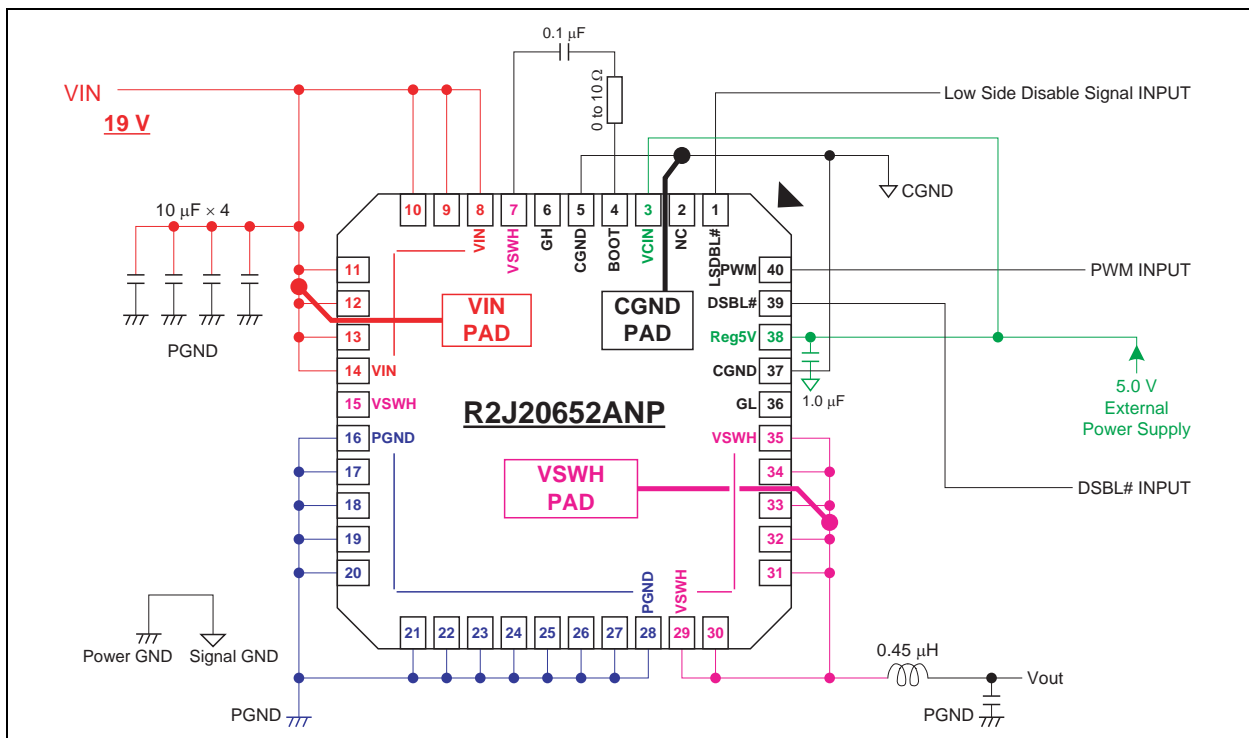 0.1 μF
0 to 10 Ω
VIN
19 V
Low Side Disable Signal INPUT
CGND
10 μF × 4
PGND
10 9 8 7 6 5 4 3 2 1
VIN
VSWH
GH
CGND
BOOT
VCIN
NC
LSDBL#
11
12
13
14 VIN
15 VSWH
16 PGND
17
18
19
20
VIN
PAD
CGND
PAD
R2J20652ANP
VSWH
PAD
PWM 40
PWM INPUT
DSBL# 39
Reg5V 38
CGND 37
1.0 μF
GL 36
VSWH 35
34
33
32
31
5.0 V
External
Power Supply
DSBL# INPUT
PGND
VSWH
21 22 23 24 25 26 27 28 29 30
Power GND
Signal GND
0.45 μH
Vout
PGND
PGND